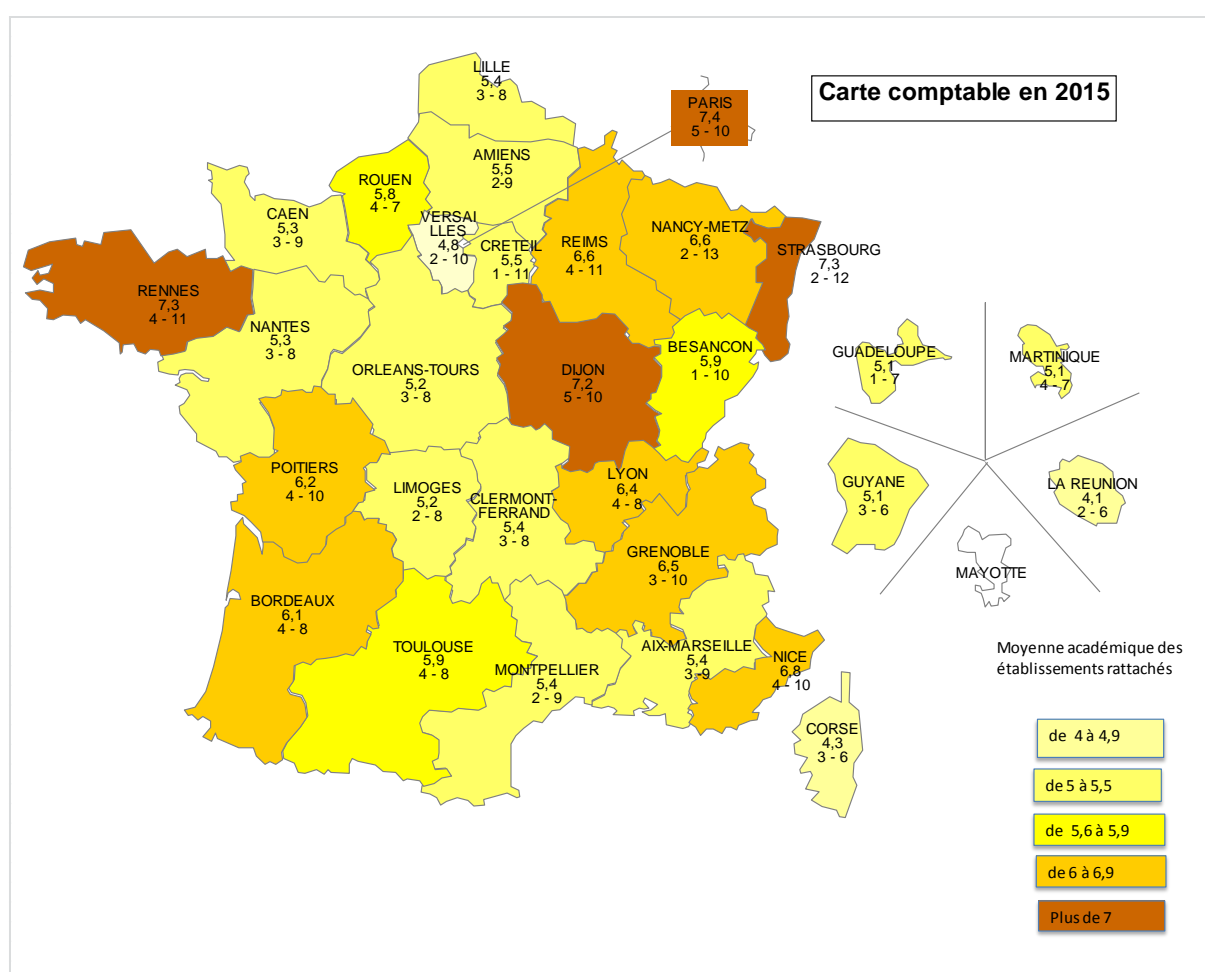 Carte comptable en 2015
LILLE
5,4
3 - 8
PARIS
7,4
5 - 10
AMIENS
5,5
2-9
ROUEN
5,8
4 - 7
CAEN
5,3
3 - 9
VERSAI
LLES
4,8
2 - 10
CRETEIL
5,5
1 - 11
REIMS
6,6
4 - 11
NANCY-METZ
6,6
2 - 13
STRASBOURG
7,3
2 - 12
RENNES
7,3
4 - 11
NANTES
5,3
3 - 8
ORLEANS-TOURS
5,2
3 - 8
DIJON
7,2
5 - 10
BESANCON
5,9
1 - 10
GUADELOUPE
5,1
1 - 7
MARTINIQUE
5,1
4 - 7
POITIERS
6,2
4 - 10
LIMOGES
5,2
2 - 8
CLERMONT-
FERRAND
5,4
3 - 8
LYON
6,4
4 - 8
GUYANE
5,1
3 - 6
LA REUNION
4,1
2 - 6
GRENOBLE
6,5
3 - 10
MAYOTTE
BORDEAUX
6,1
4 - 8
TOULOUSE
5,9
4 - 8
MONTPELLIER
5,4
2 - 9
AIX-MARSEILLE
5,4
3 -9
NICE
6,8
4 - 10
CORSE
4,3
3 - 6
Moyenne académique des
établissements rattachés
de 4 à 4,9
de 5 à 5,5
de 5,6 à 5,9
de 6 à 6,9
Plus de 7